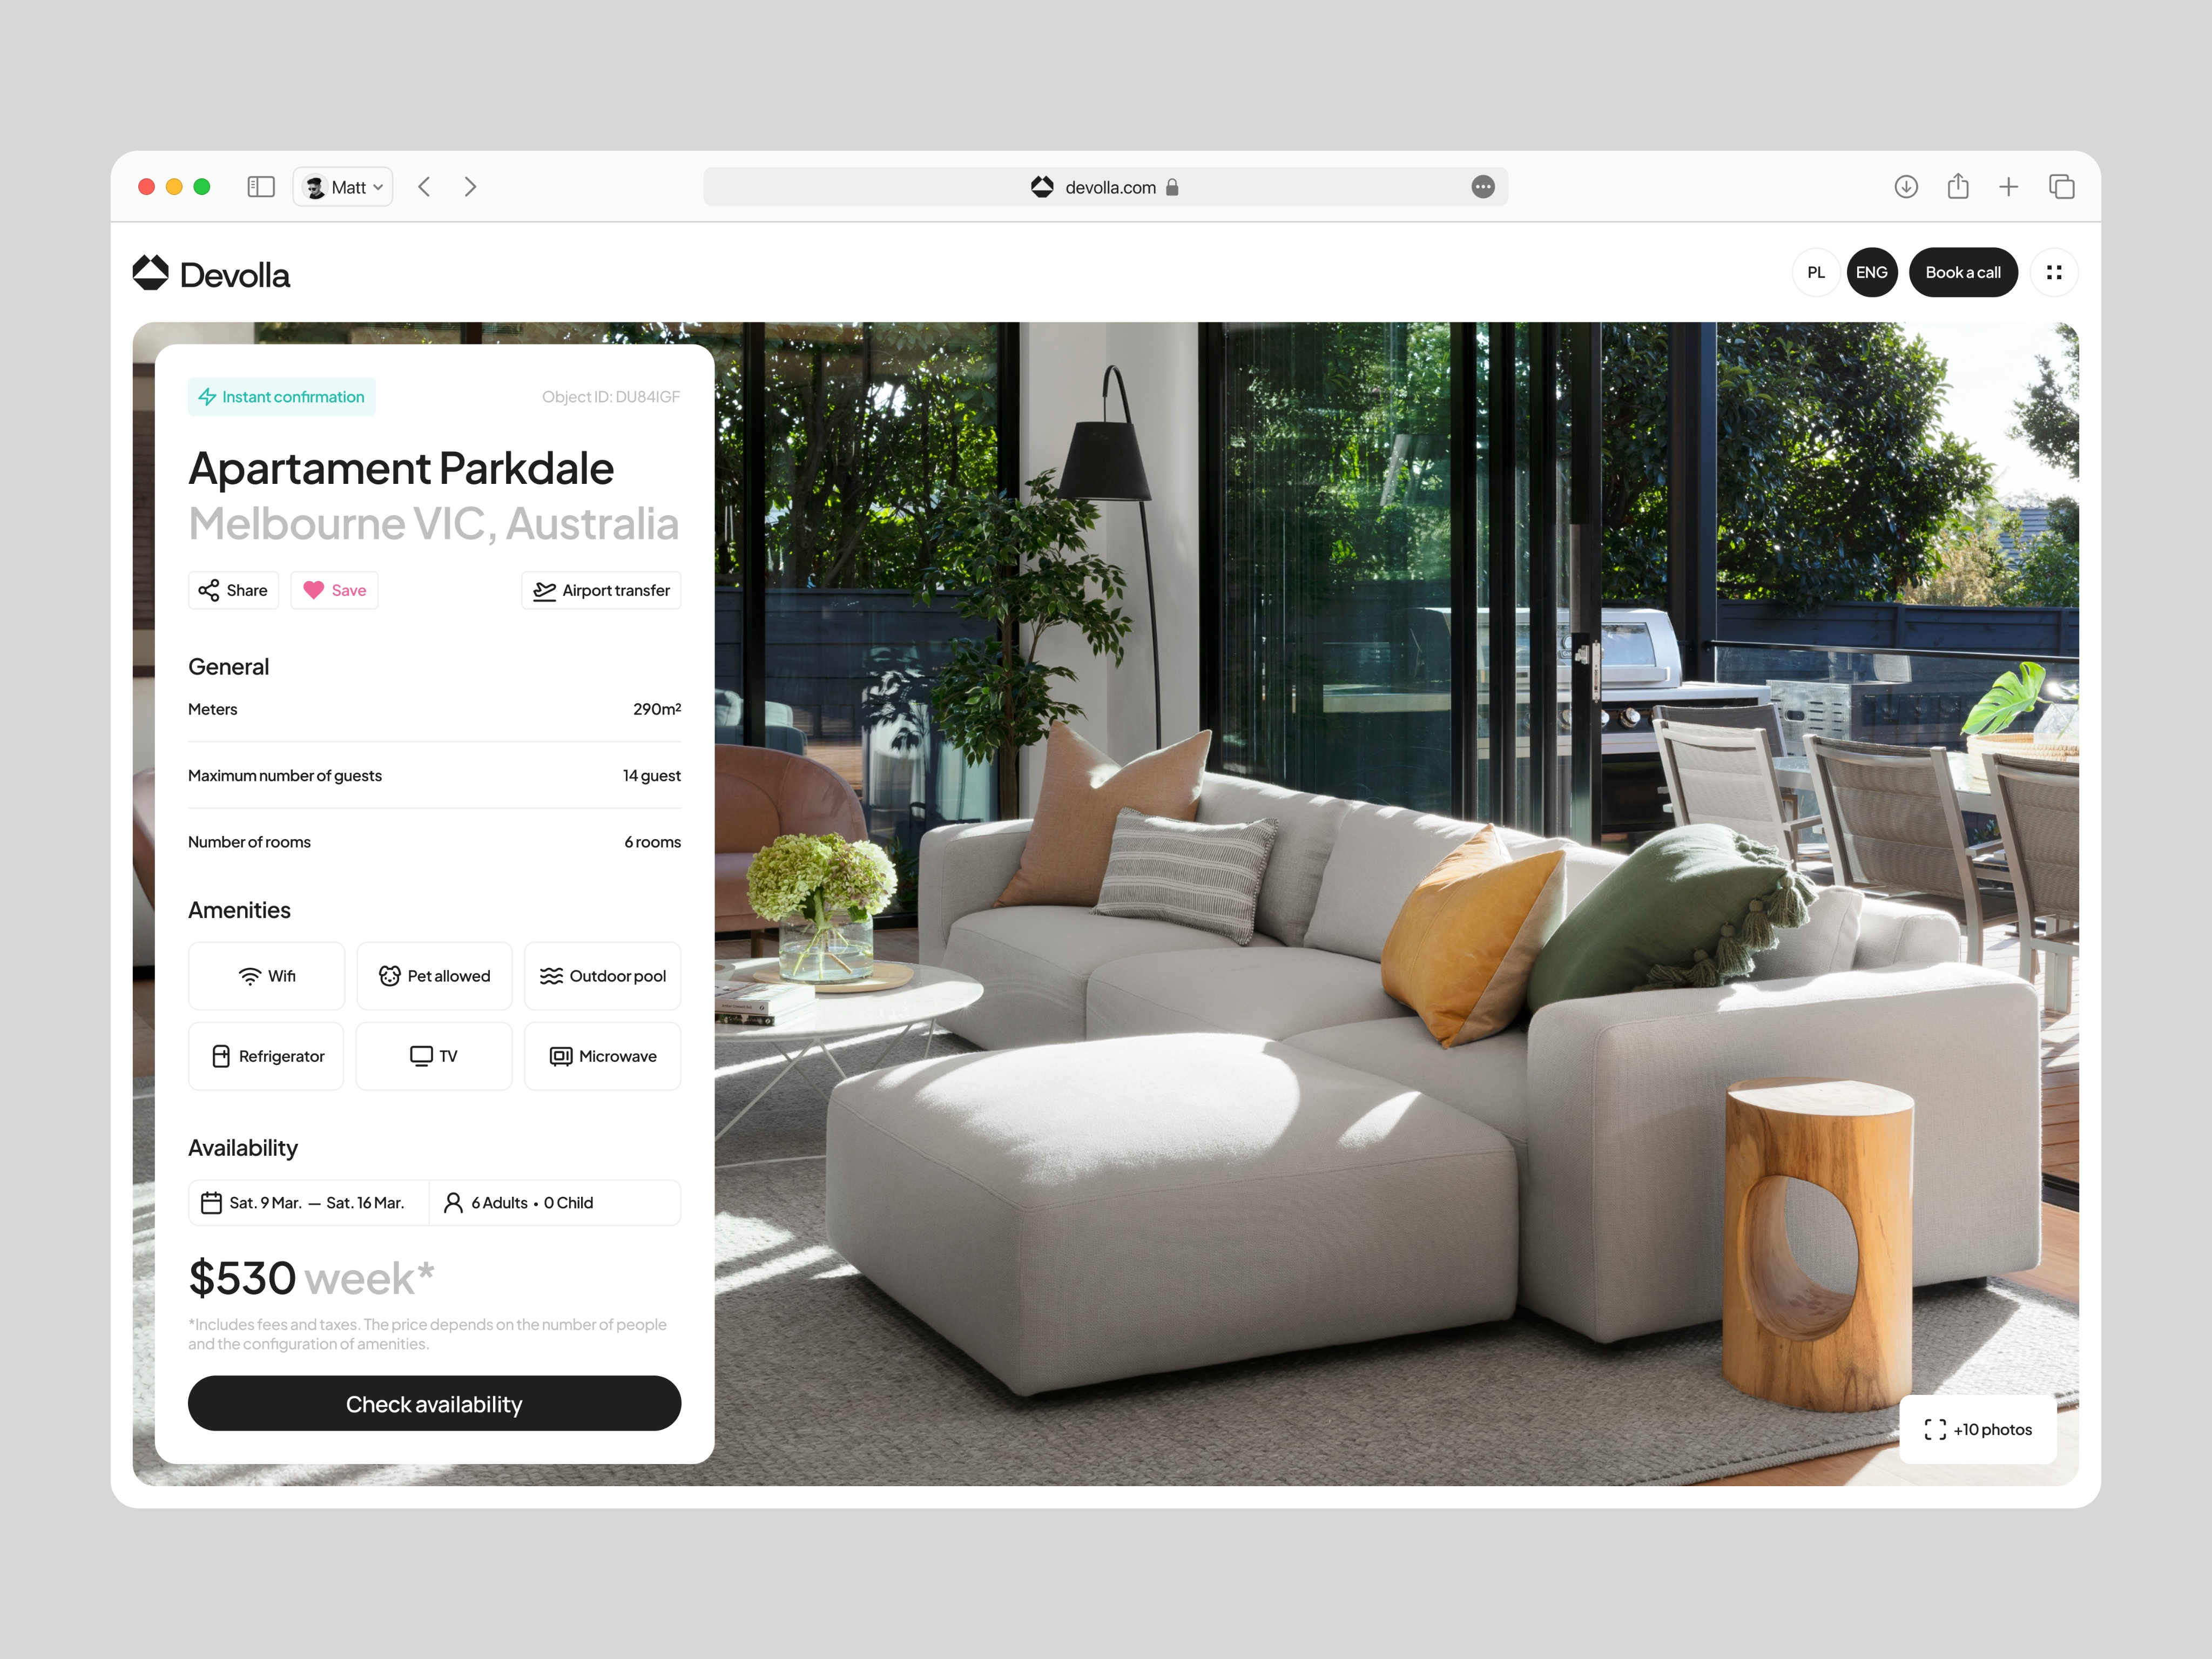 Matt
devolla.com
Devolla
PL
ENG
Book a call
Instant confirmation
Object ID: DU84IGF
Apartament Parkdale
Melbourne VIC, Australia
Share
Save
Airport transfer
General
Meters
290m²
Maximum number of guests
14 guest
Number of rooms
6 rooms
Amenities
Wifi
Pet allowed
Outdoor pool
Refrigerator
TV
Microwave
Availability
Sat. 9 Mar. — Sat. 16 Mar.
6 Adults • 0 Child
$530 week*
*Includes fees and taxes. The price depends on the number of people
and the configuration of amenities.
Check availability
+10 photos